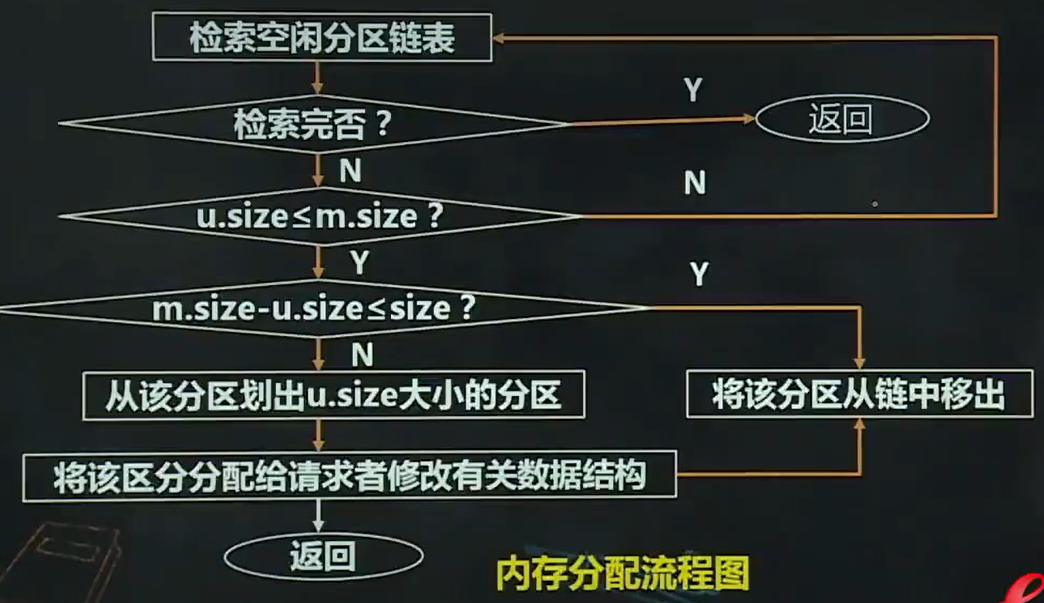 检索空闲分区链表
检索完否？
Y
返回
N
u.size≤m.size？
N
Y
m.size-u.size≤size？
Y
N
从该分区划出u.size大小的分区
将该分区从链中移出
将该区分分配给请求者修改有关数据结构
返回
内存分配流程图